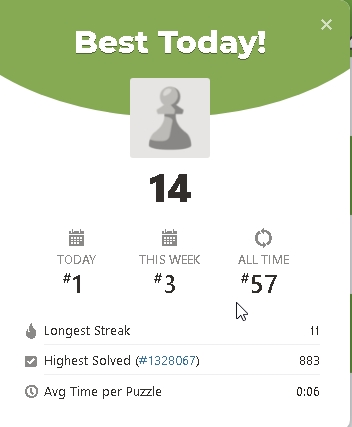 Best Today!
14
TODAY THIS WEEK ALL TIME
#1 #3 #57
Longest Streak 11
Highest Solved (#1328067) 883
Avg Time per Puzzle 0:06